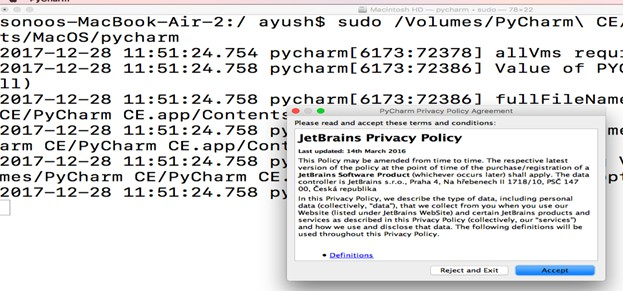 Macintosh HD — pycharm • sudo — 78×22
sonoos-MacBook-Air-2:/ ayush$ sudo /Volumes/PyCharm\ CE/
ts/MacOS/pycharm
2017-12-28 11:51:24.754 pycharm[6173:72378] allVms requi
2017-12-28 11:51:24.758 pycharm[6173:72386] Value of PYC
ll)
2017-12-28 11:51:24.758 pycharm[6173:72386] fullFileName
CE/PyCharm CE.app/Contents
2017-12-28 11:51:24.758 py
arm CE/PyCharm CE.app/Cont
2017-12-28 11:51:24.758 py
mes/PyCharm CE/PyCharm CE.
2017-12-28 11:51:24.758 py
PyCharm Privacy Policy Agreement
Please read and accept these terms and conditions:
JetBrains Privacy Policy
Last updated: 14th March 2016
This Policy may be amended from time to time. The respective latest
version of the policy at the point of time of the purchase/registration of a
JetBrains Software Product (whichever occurs later) shall apply. The data
controller is JetBrains s.r.o., Praha 4, Na hřebenech II 1718/10, PSČ 147
00, Česká republika
In this Privacy Policy, we describe the type of data, including personal
data (collectively, "data"), that we collect from you when you use our
Website (listed under JetBrains WebSite) and certain JetBrains products and
services as described in this Privacy Policy (collectively, our "services")
and how we use and disclose that data. The following definitions will be
used throughout this Privacy Policy.
• Definitions
Reject and Exit
Accept